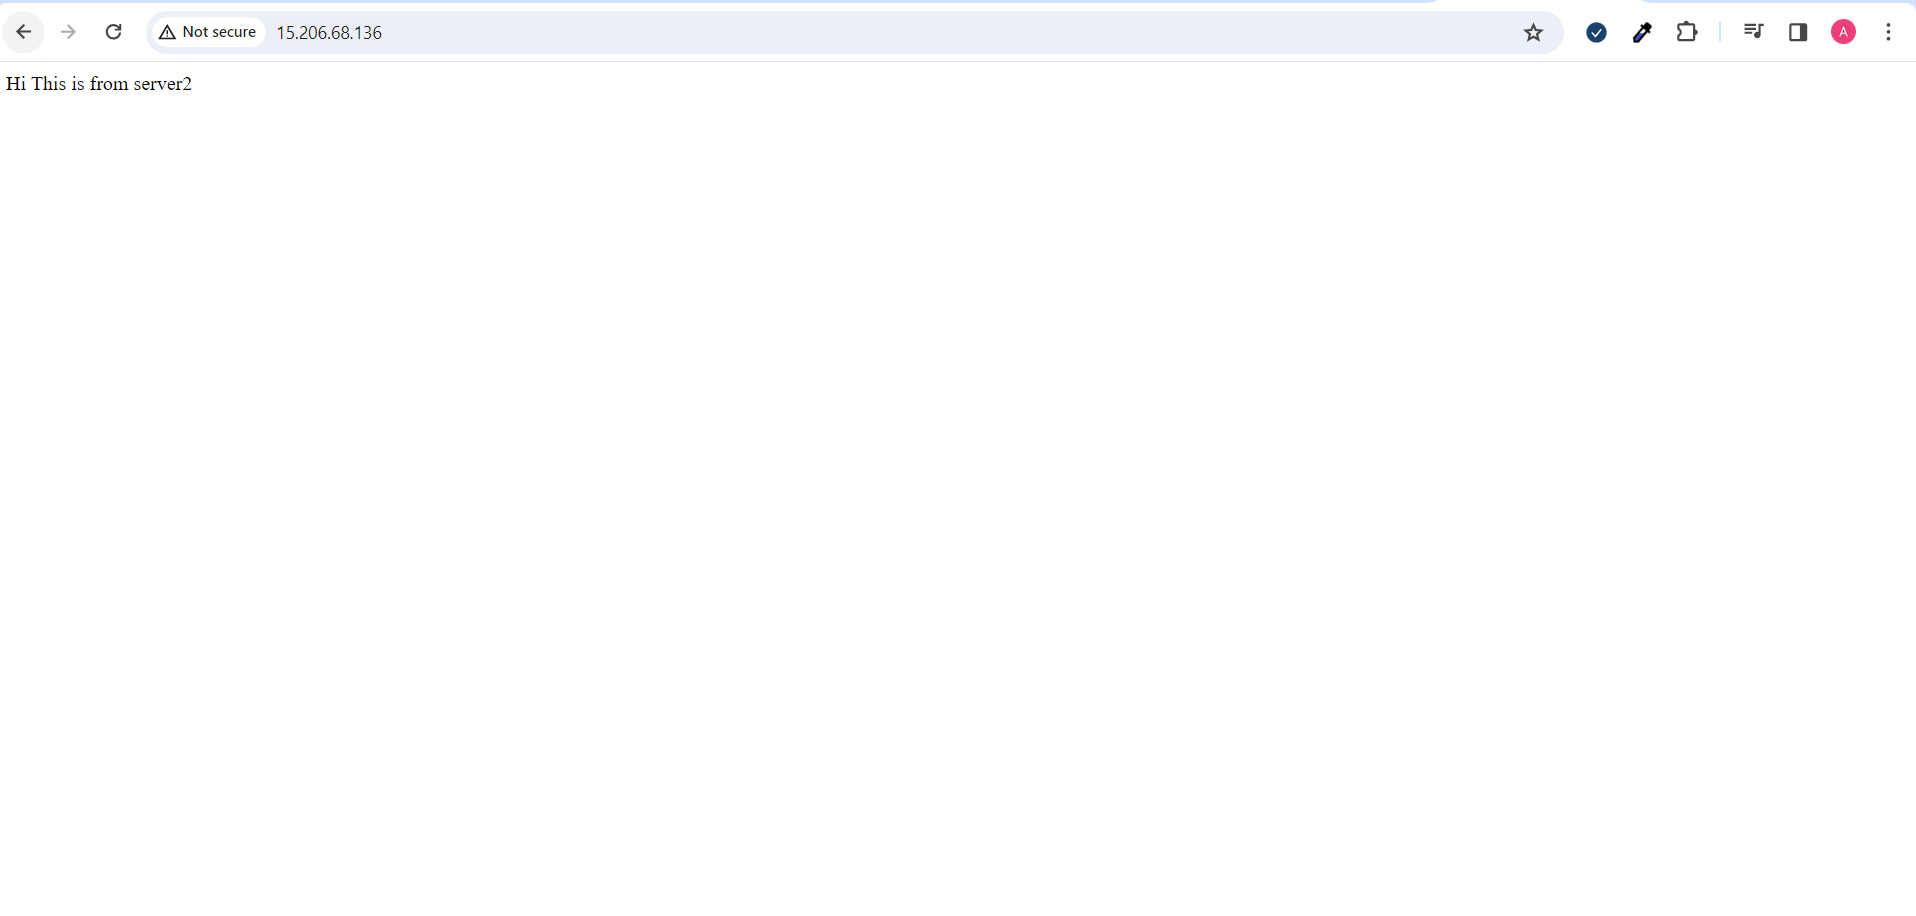 Not secure 15.206.68.136 A
Hi This is from server2